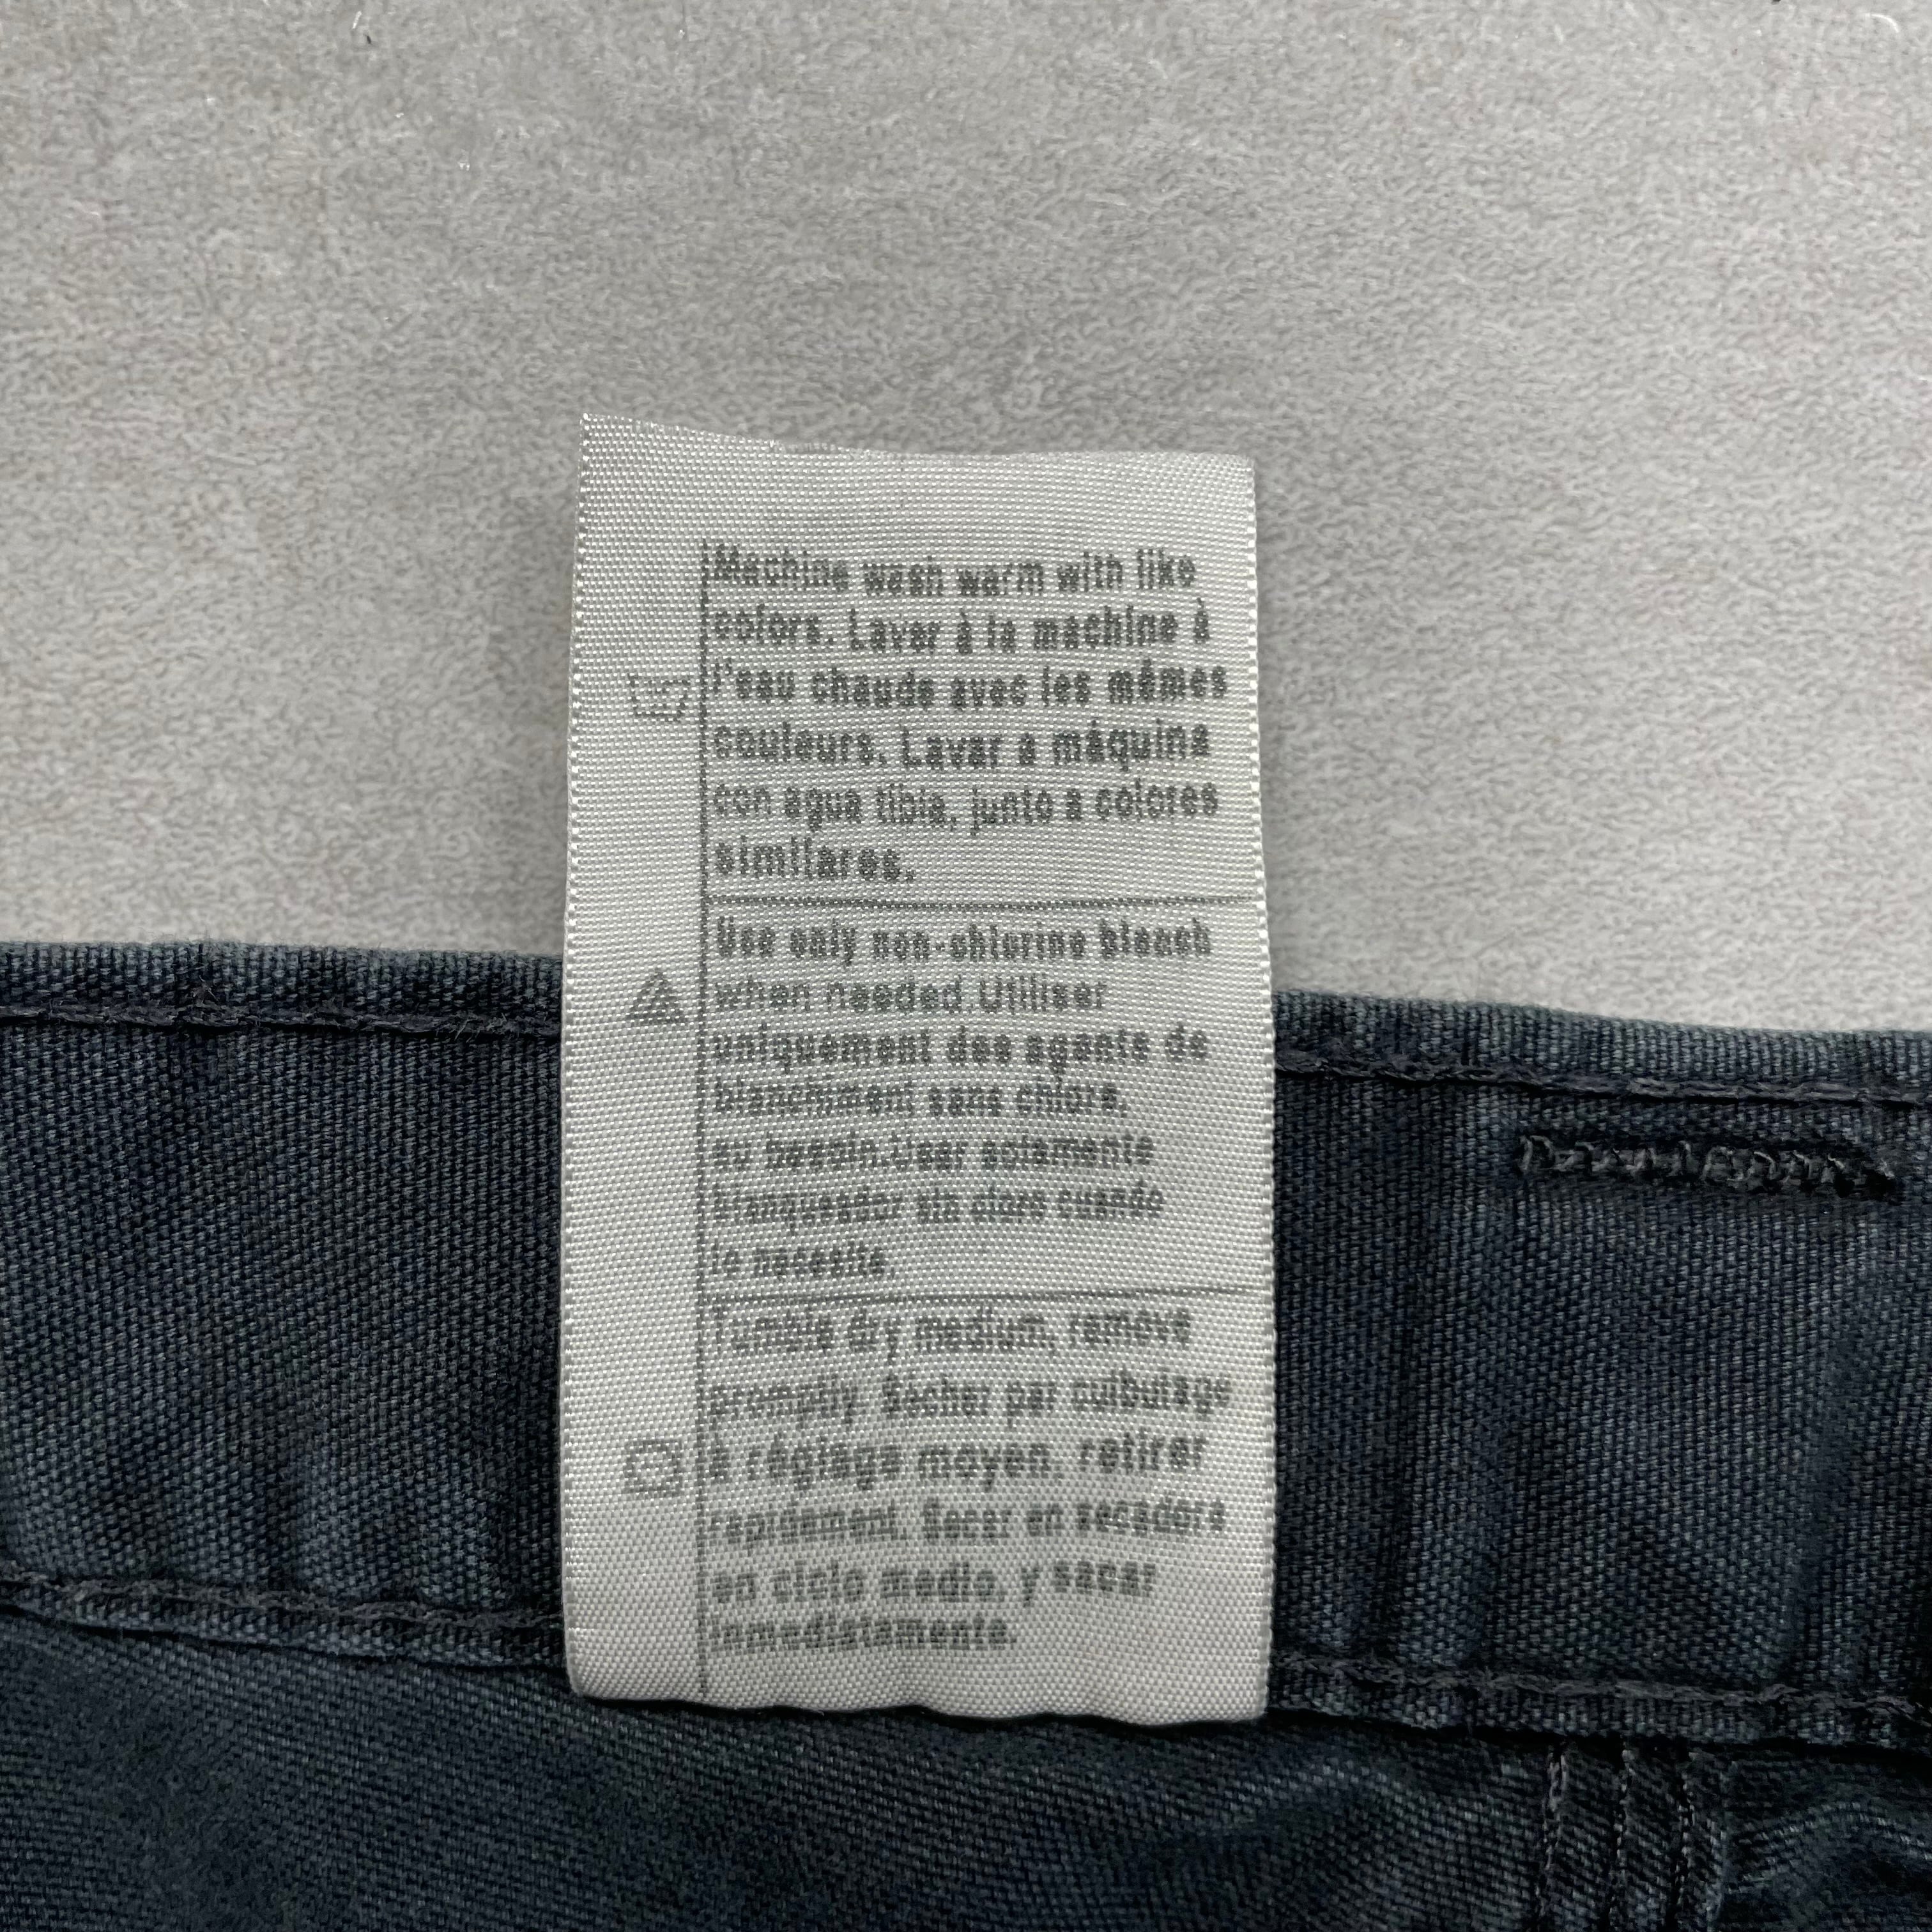 Machine wash warm with like
colors. Laver à la machine à
l'eau chaude avec les mêmes
couleurs. Lavar a máquina
con agua tibia, junto a colores
similares.
Use only non-chlorine bleach
when needed Utiliser
uniquement des agents de
blanchiment sans chlore,
au besoin. Usar solamente
blanqueador sin cloro cuando
lo necesite.
Tumble dry medium, remove
promptly. Sécher par culbutage
à réglage moyen, retirer
rapidement. Secar en secadora
en ciclo medio, y sacar
inmediatamente.